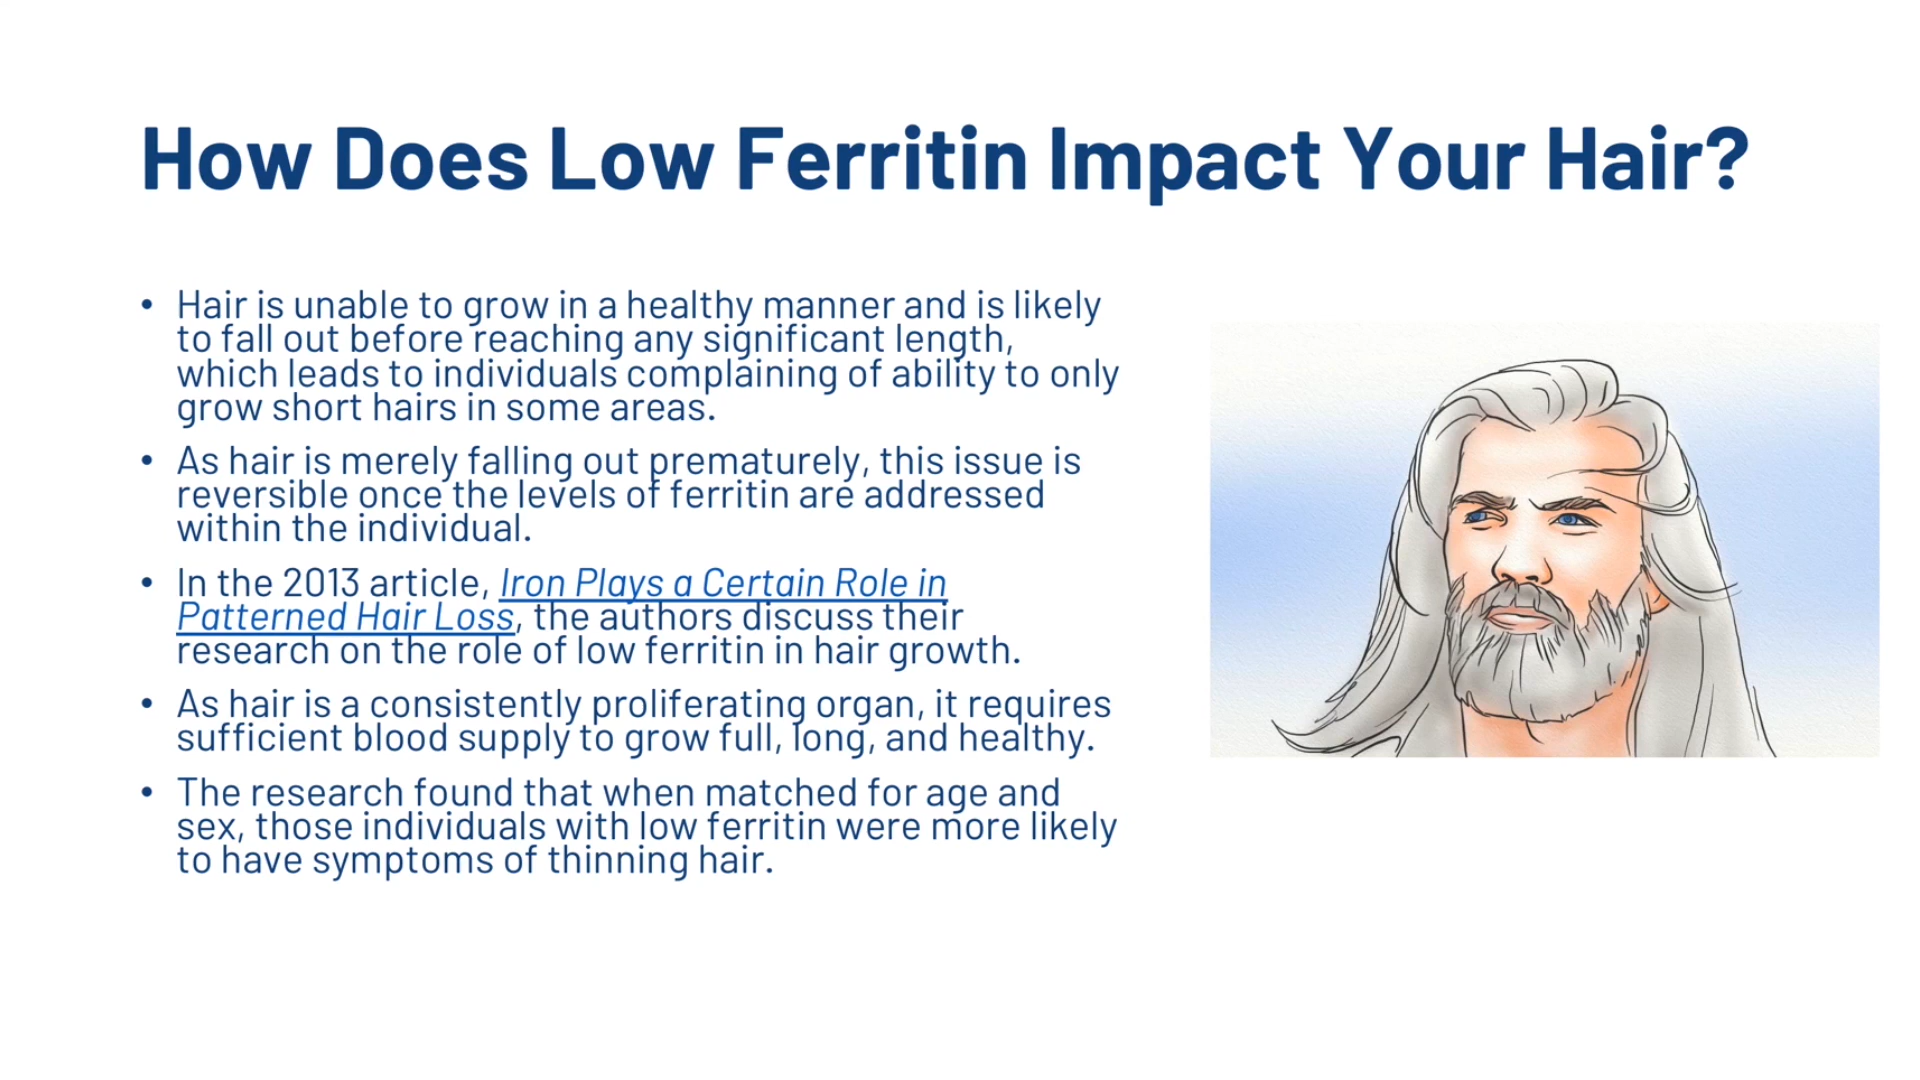 How Does Low Ferritin Impact Your Hair?
• Hair is unable to grow in a healthy manner and is likely
to fall out before reaching any significant length,
which leads to individuals complaining of ability to only
grow short hairs in some areas.
• As hair is merely falling out prematurely, this issue is
reversible once the levels of ferritin are addressed
within the individual.
• In the 2013 article, Iron Plays a Certain Role in
Patterned Hair Loss, the authors discuss their
research on the role of low ferritin in hair growth.
• As hair is a consistently proliferating organ, it requires
sufficient blood supply to grow full, long, and healthy.
• The research found that when matched for age and
sex, those individuals with low ferritin were more likely
to have symptoms of thinning hair.